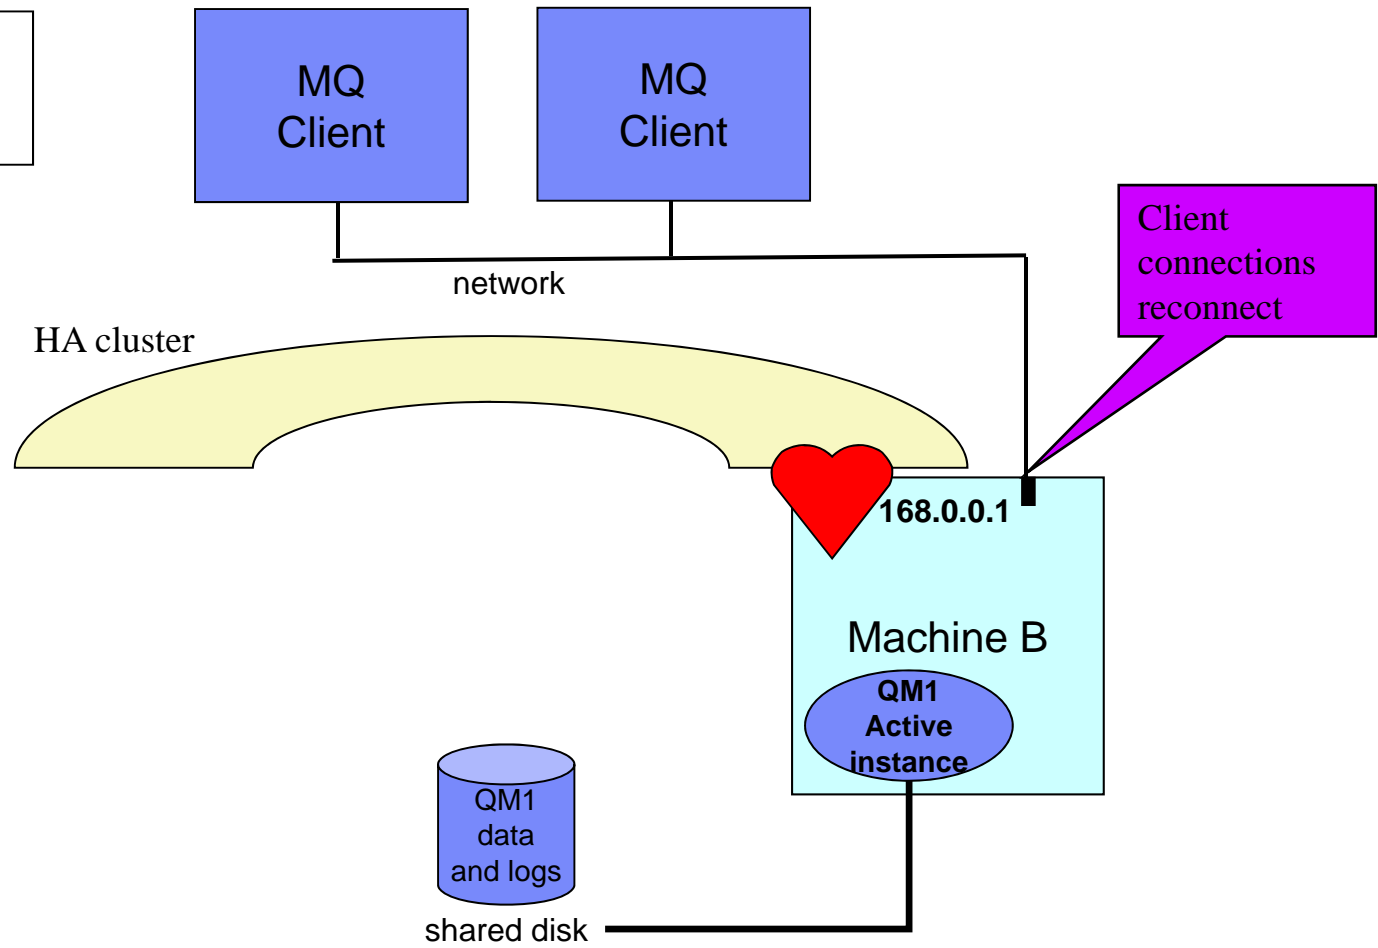 MQ
Client
MQ
Client
Client
connections
reconnect
network
HA cluster
168.0.0.1
Machine B
QM1
Active
instance
QM1
data
and logs
shared disk